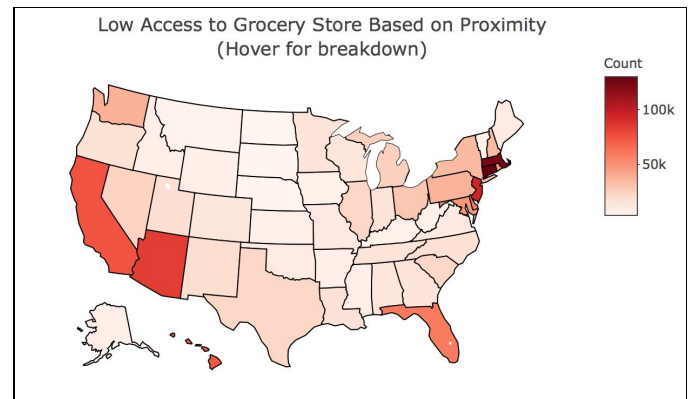 Low Access to Grocery Store Based on Proximity
(Hover for breakdown)
Count
100k
50k